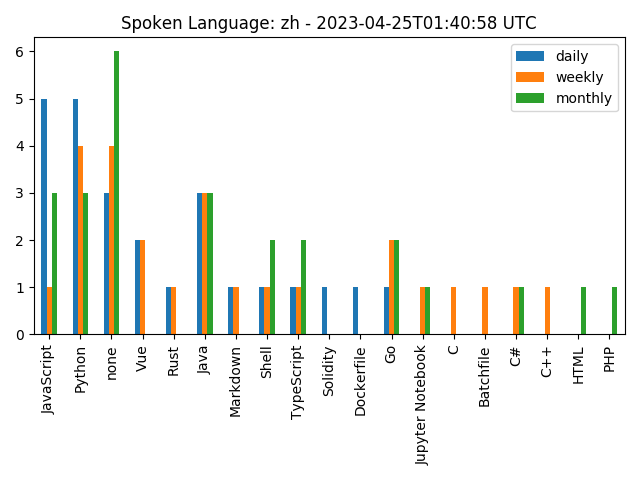 Spoken Language: zh - 2023-04-25T01:40:58 UTC
daily
weekly
monthly
6
5
4
3
2
1
0
JavaScript
Python
none
Vue
Rust
Java
Markdown
Shell
TypeScript
Solidity
Dockerfile
Go
Jupyter Notebook
C
Batchfile
C#
C++
HTML
PHP